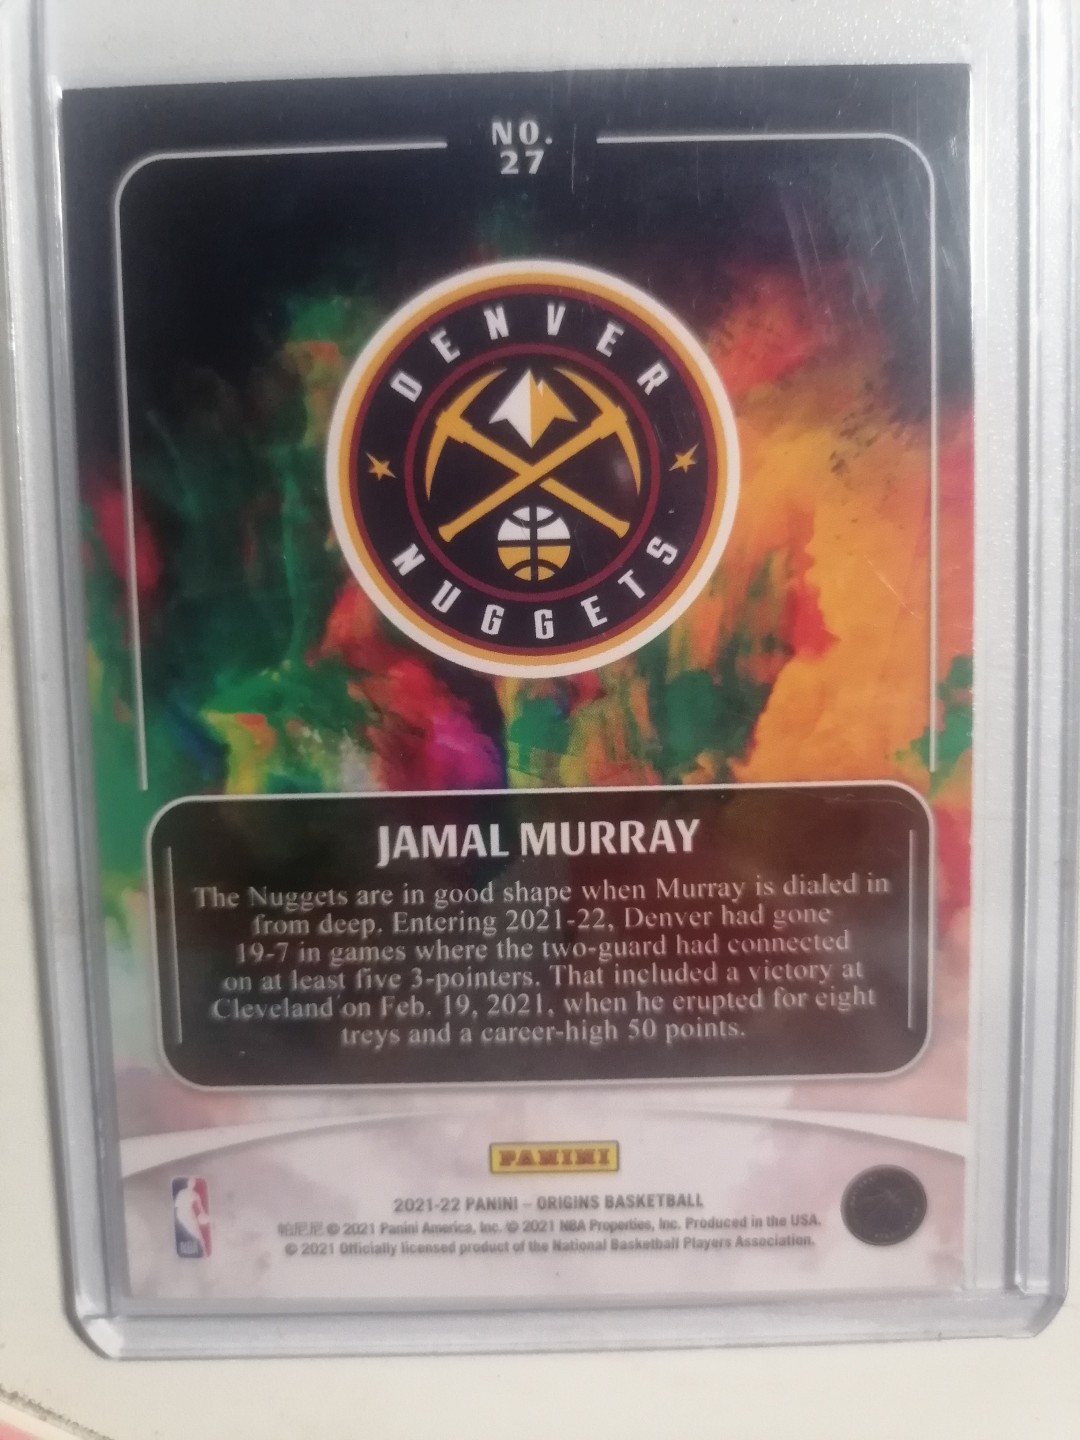 NO.
27
DENVER
NUGGETS
JAMAL MURRAY
The Nuggets are in good shape when Murray is dialed in
from deep. Entering 2021-22, Denver had gone
19-7 in games where the two-guard had connected
on at least five 3-pointers. That included a victory at
Cleveland on Feb. 19, 2021, when he erupted for eight
treys and a career-high 50 points.
PANINI
2021-22 PANINI – ORIGINS BASKETBALL
帕尼尼 © 2021 Panini America, Inc. © 2021 NBA Properties, Inc. Produced in the USA.
© 2021 Officially licensed product of the National Basketball Players Association.
NBA